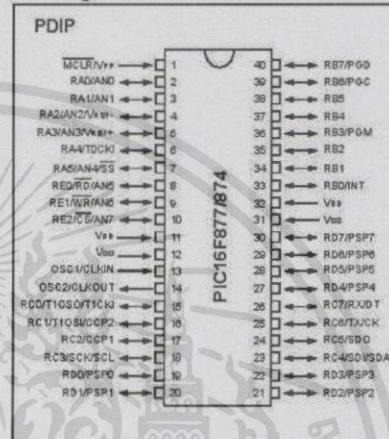 PDIP
MCLR/VPP 1 40 RB7/PGD
RA0/AN0 2 39 RB6/PGC
RA1/AN1 3 38 RB5
RA2/AN2/VREF- 4 37 RB4
RA3/AN3/VREF+ 5 36 RB3/PGM
RA4/T0CKI 6 35 RB2
RA5/AN4/SS 7 34 RB1
RE0/RD/AN5 8 33 RB0/INT
RE1/WR/AN6 9 32 VDD
RE2/CS/AN7 10 31 VSS
VDD 11 30 RD7/PSP7
VSS 12 29 RD6/PSP6
OSC1/CLKIN 13 28 RD5/PSP5
OSC2/CLKOUT 14 27 RD4/PSP4
RC0/T1OSO/T1CKI 15 26 RC7/RX/DT
RC1/T1OSI/CCP2 16 25 RC6/TX/CK
RC2/CCP1 17 24 RC5/SDO
RC3/SCK/SCL 18 23 RC4/SDI/SDA
RD0/PSP0 19 22 RD3/PSP3
RD1/PSP1 20 21 RD2/PSP2
PIC16F877/874